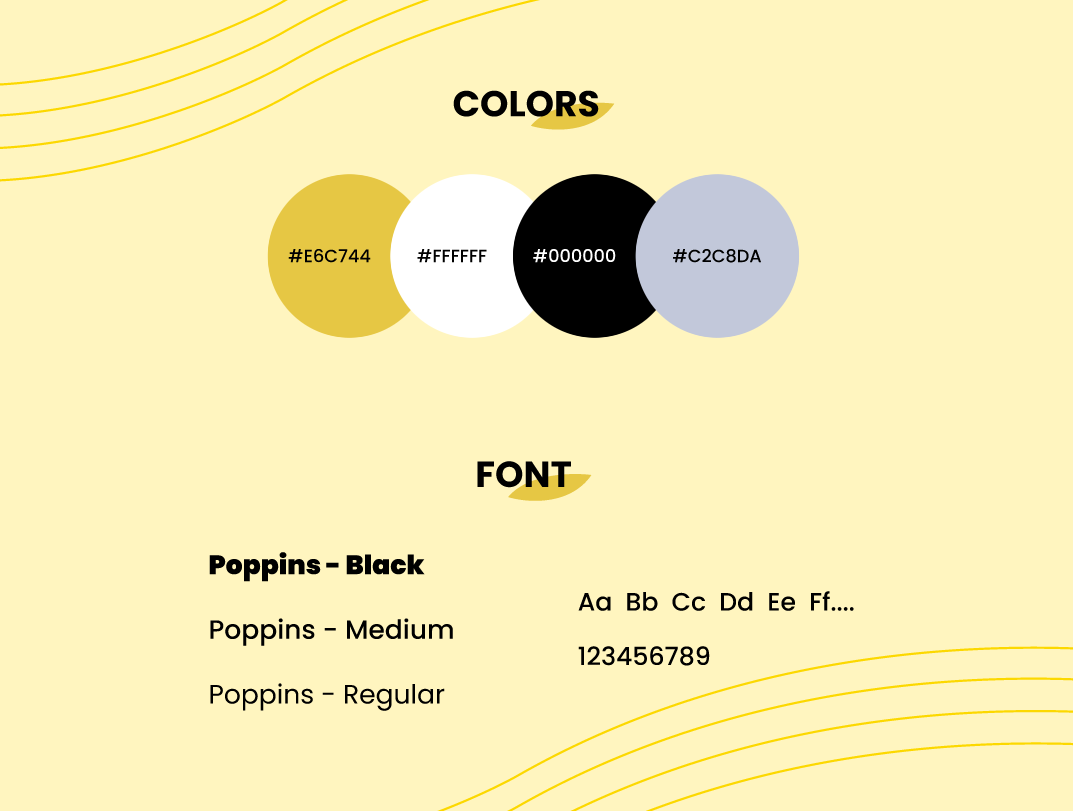 COLORS
#E6C744 #FFFFFF #000000 #C2C8DA
FONT
Poppins - Black
Poppins - Medium
Poppins - Regular
Aa Bb Cc Dd Ee Ff....
123456789